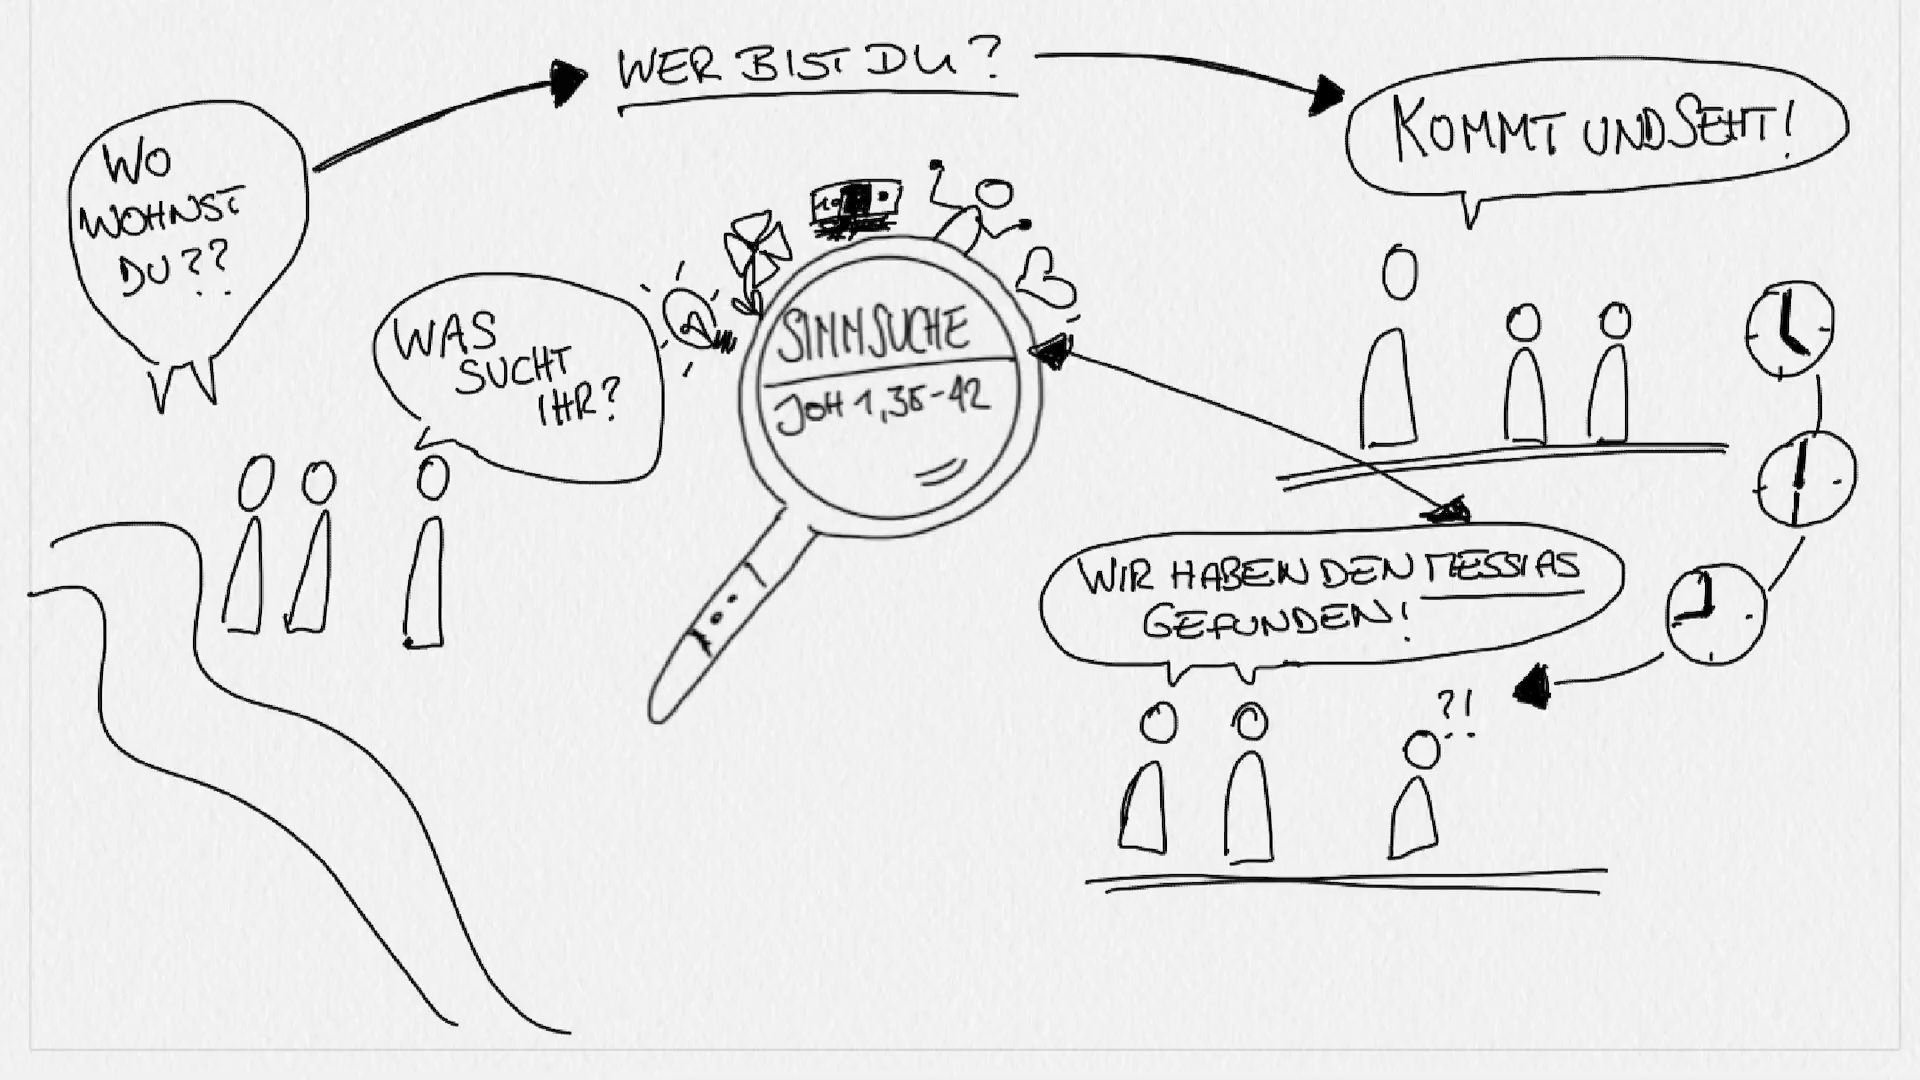 WER BIST DU?
WO
WOHNST
DU??
KOMMT UND SEHT!
WAS
SUCHT
IHR?
10
SINNSUCHE
JOH 1,35-42
WIR HABEN DEN MESSIAS
GEFUNDEN!
?!